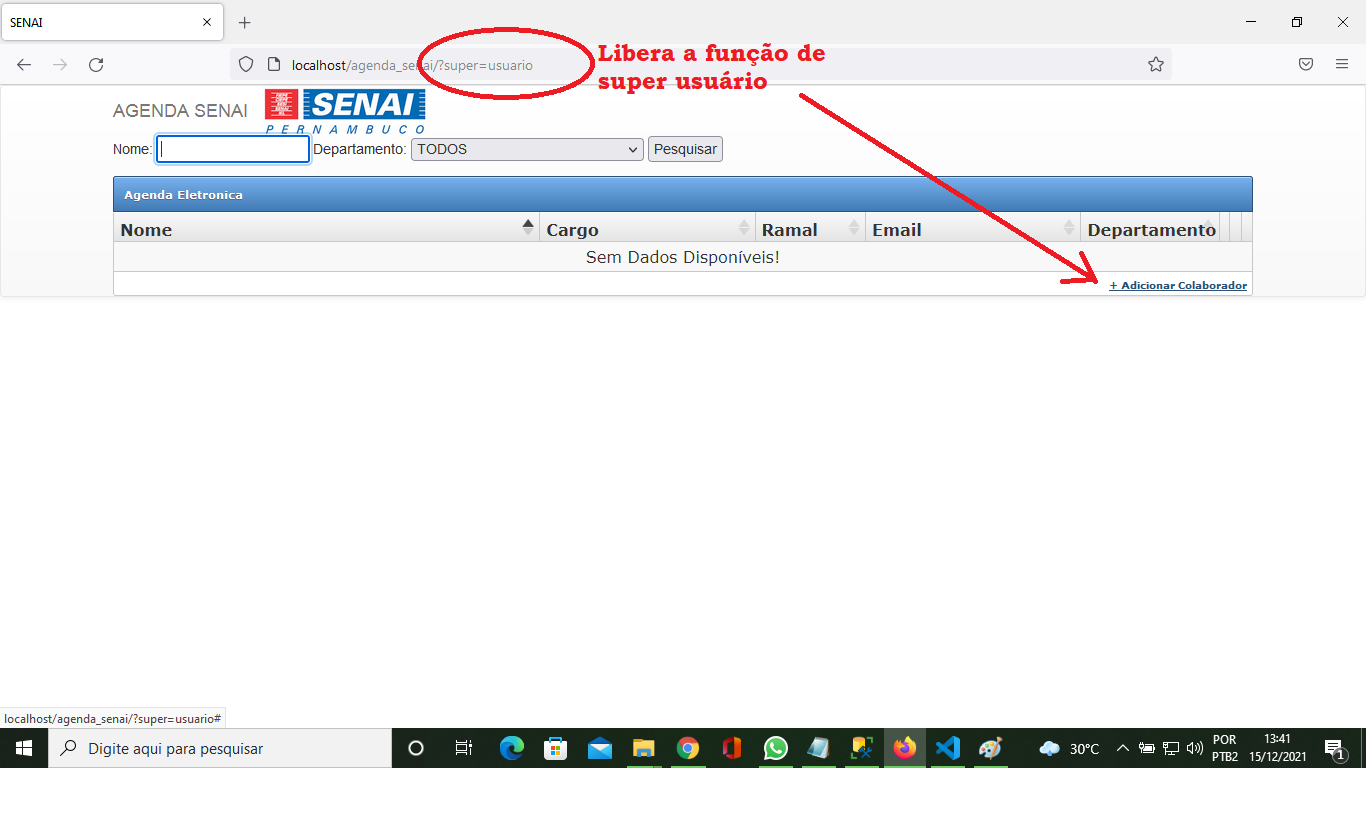 SENAI
localhost/agenda_senai/?super=usuario
Libera a função de
super usuário
AGENDA SENAI
SENAI
PERNAMBUCO
Nome:
Departamento: TODOS
Pesquisar
Agenda Eletronica
Nome Cargo Ramal Email Departamento
Sem Dados Disponíveis!
+ Adicionar Colaborador
localhost/agenda_senai/?super=usuario#
Digite aqui para pesquisar
30°C
POR
PTB2
13:41
15/12/2021
1